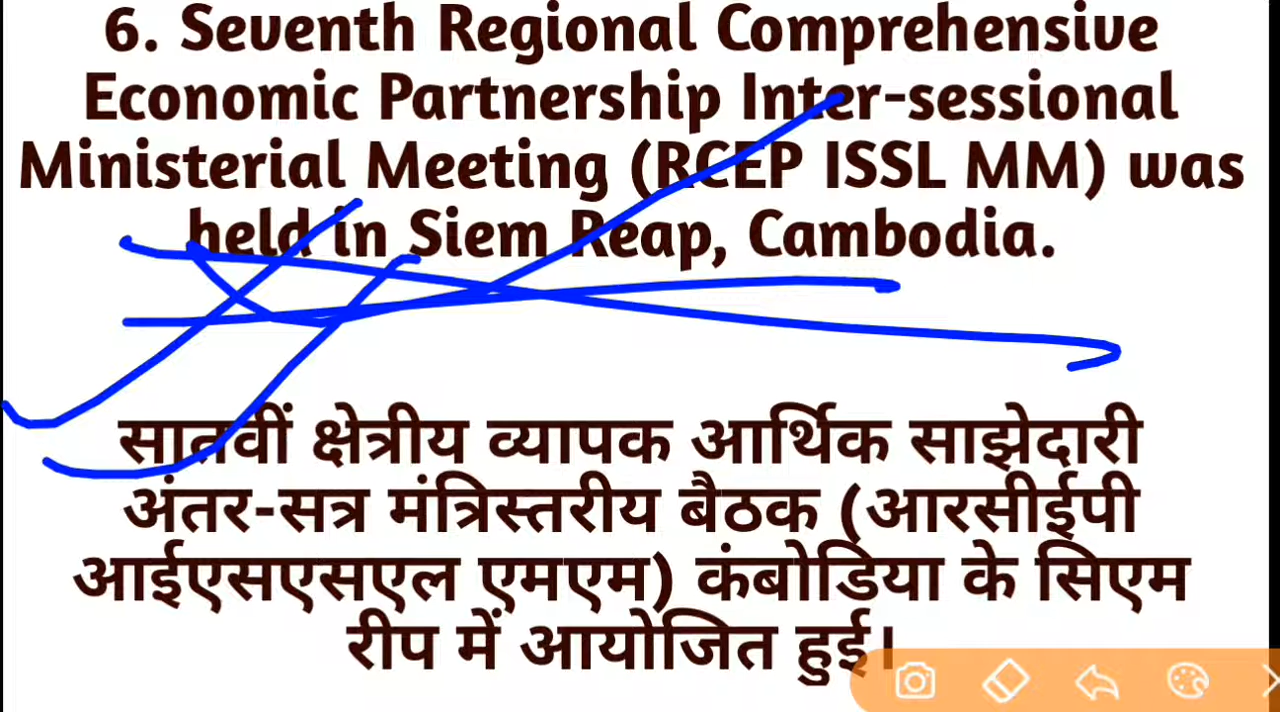 6. Seventh Regional Comprehensive
Economic Partnership Inter-sessional
Ministerial Meeting (RCEP ISSL MM) was
held in Siem Reap, Cambodia.
सातवीं क्षेत्रीय व्यापक आर्थिक साझेदारी
अंतर-सत्र मंत्रिस्तरीय बैठक (आरसीईपी
आईएसएसएल एमएम) कंबोडिया के सिएम
रीप में आयोजित हुई।